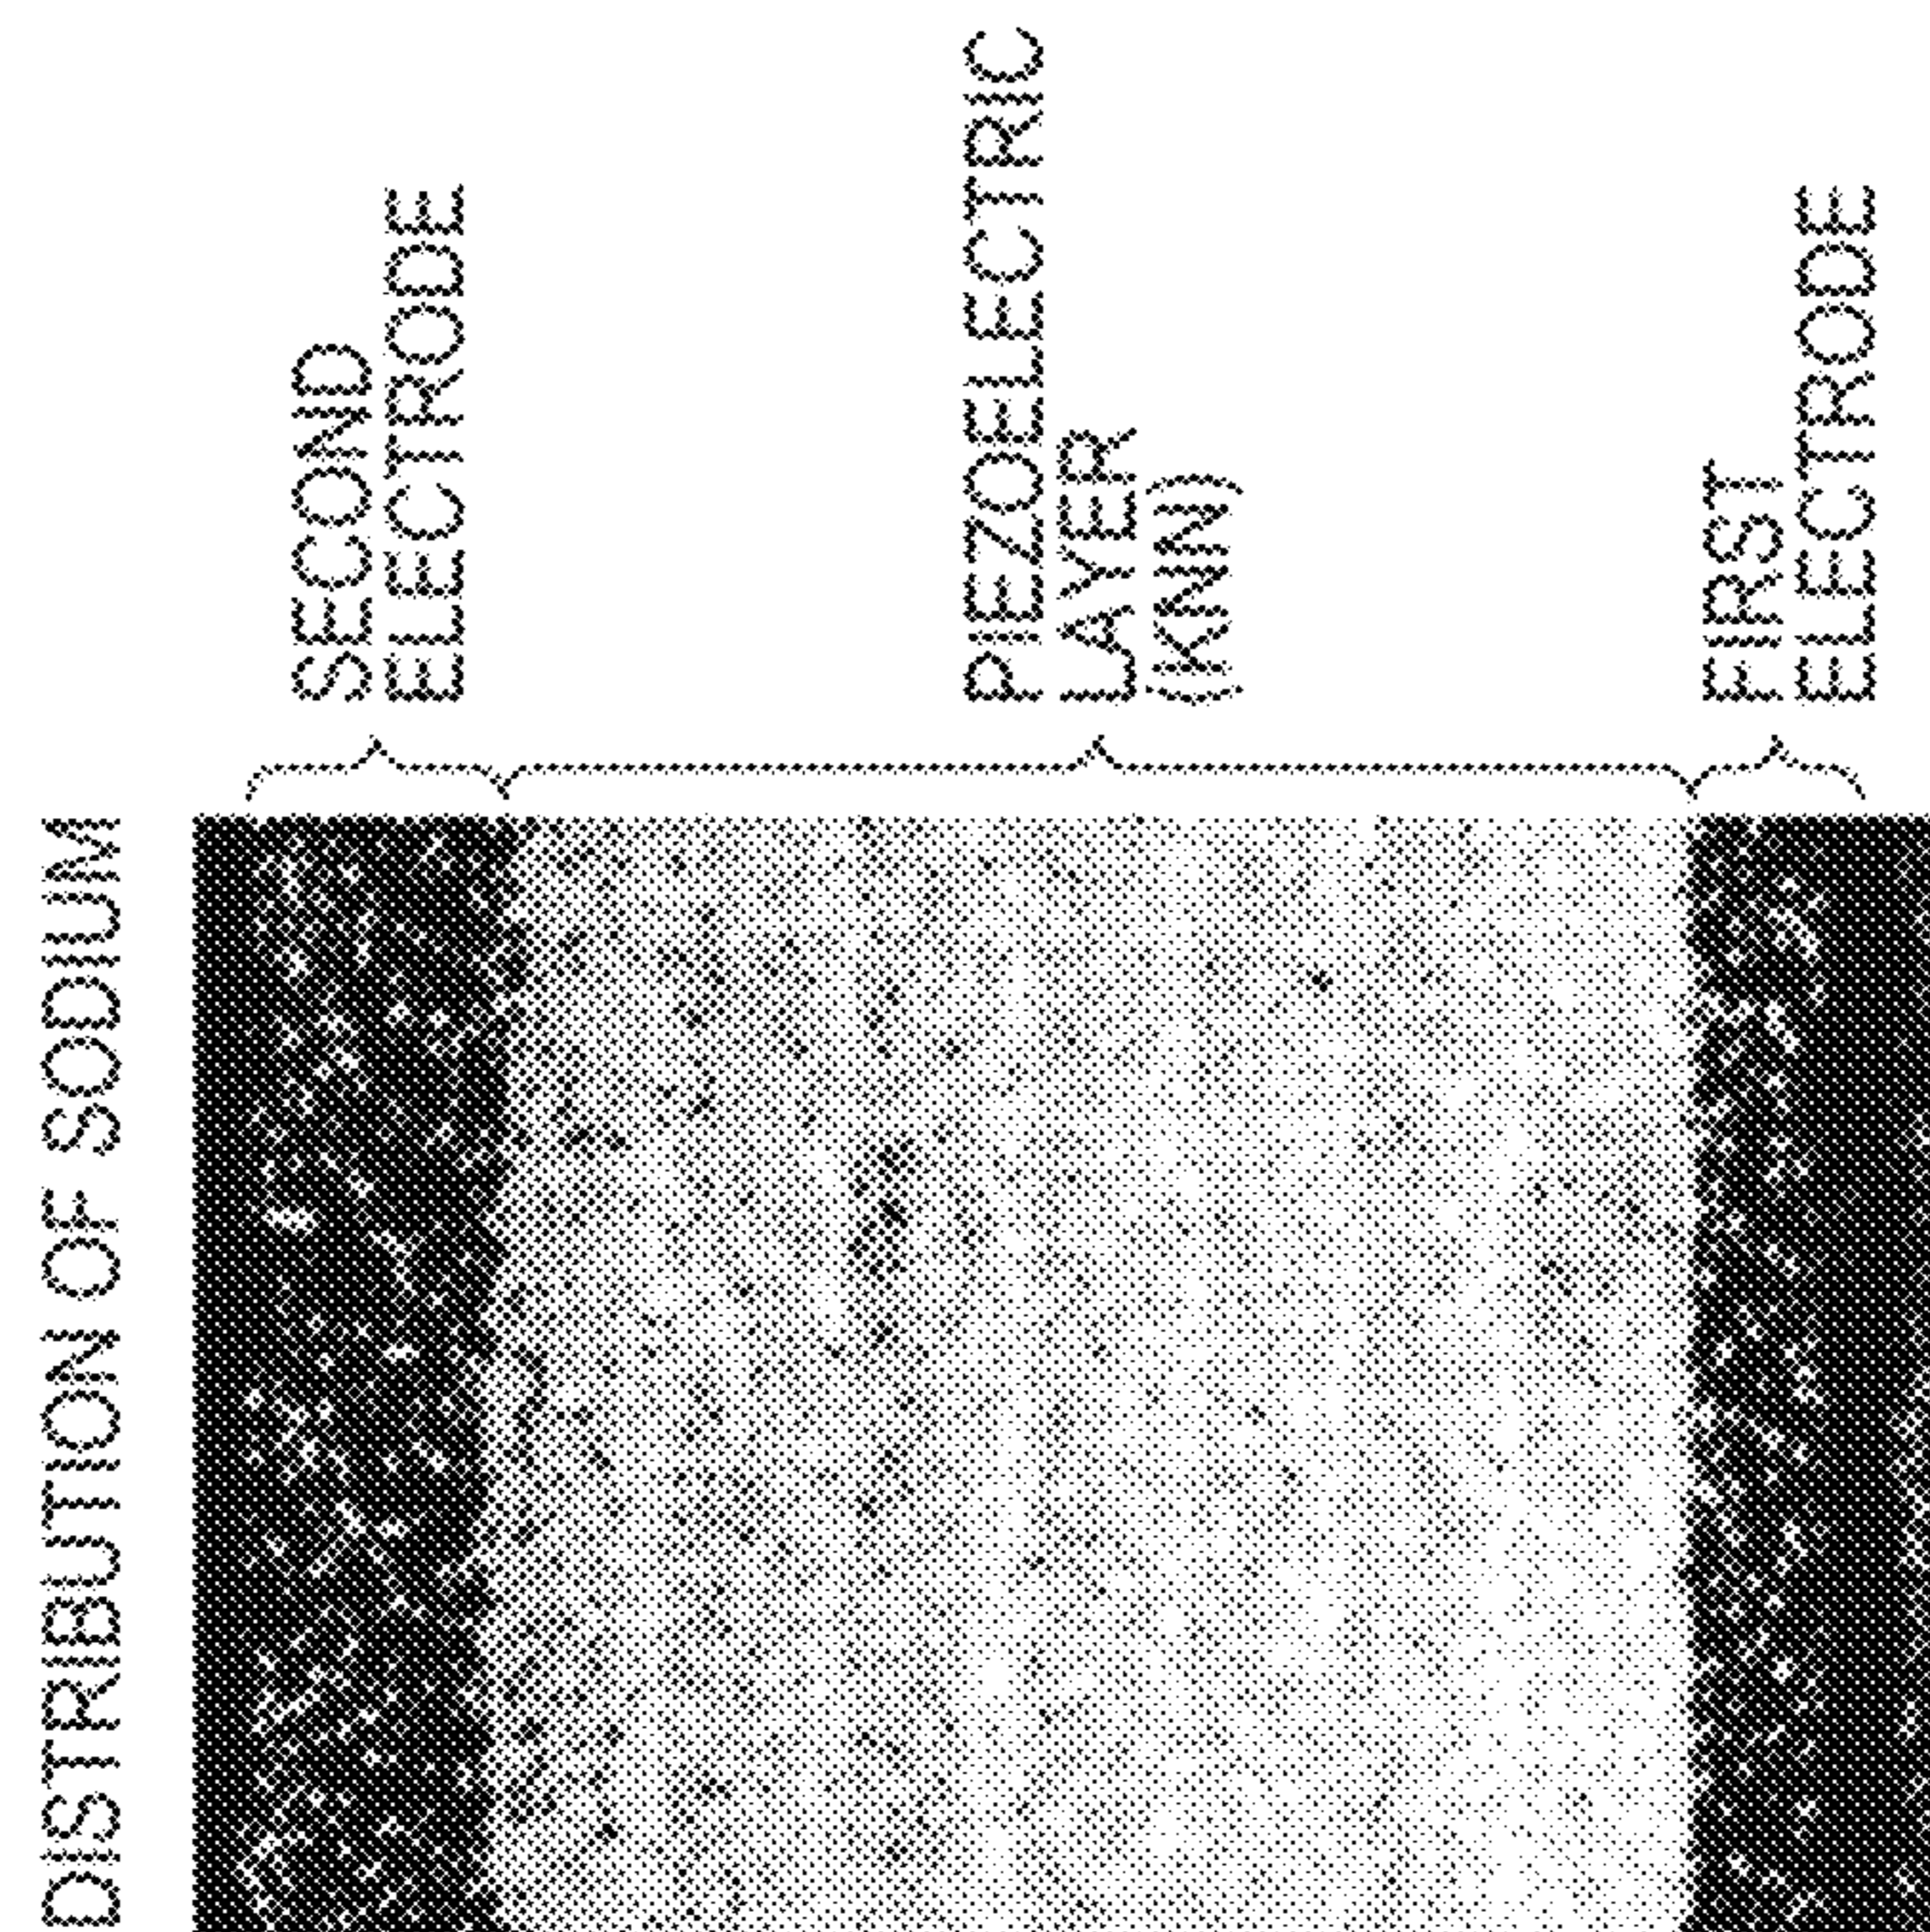 DISTRIBUTION OF SODIUM
SECOND
ELECTRODE
PIEZOELECTRIC
LAYER
(KNN)
FIRST
ELECTRODE